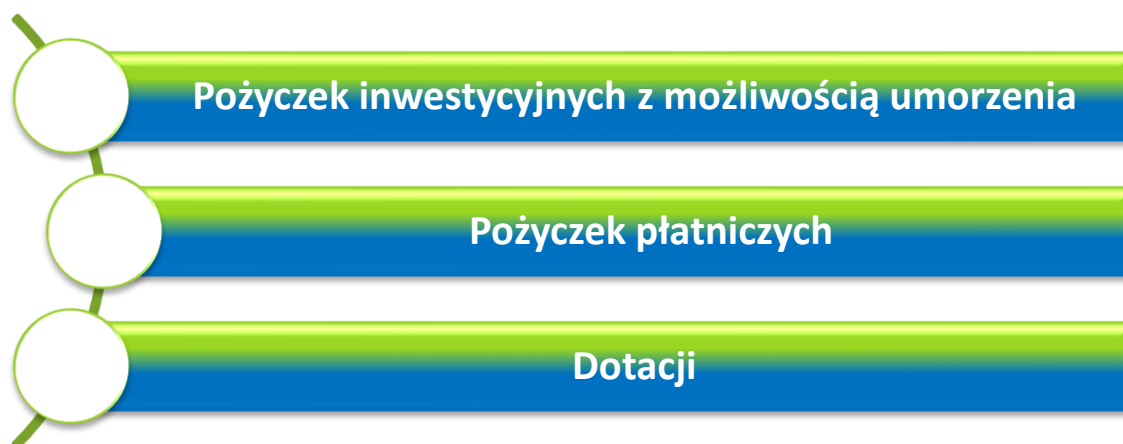 Pożyczek inwestycyjnych z możliwością umorzenia
Pożyczek płatniczych
Dotacji